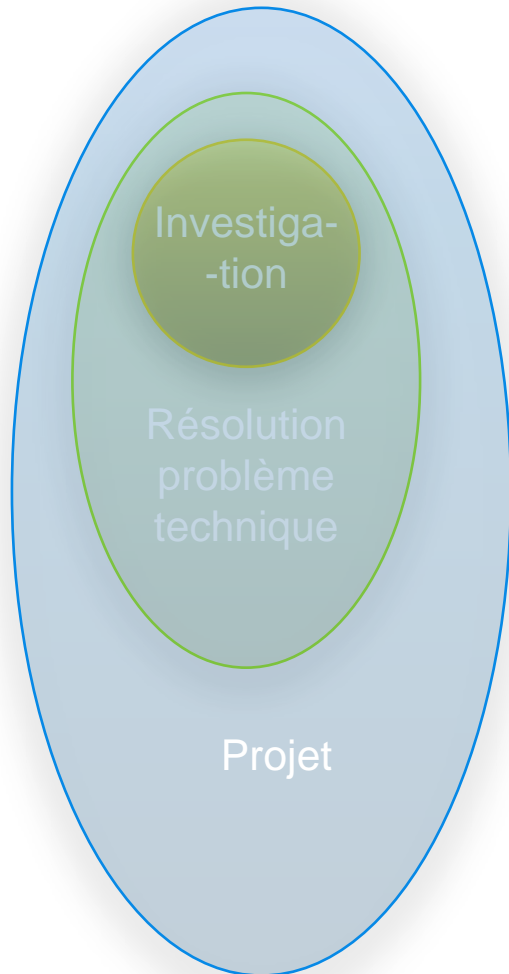 Investiga-
-tion
Résolution
problème
technique
Projet